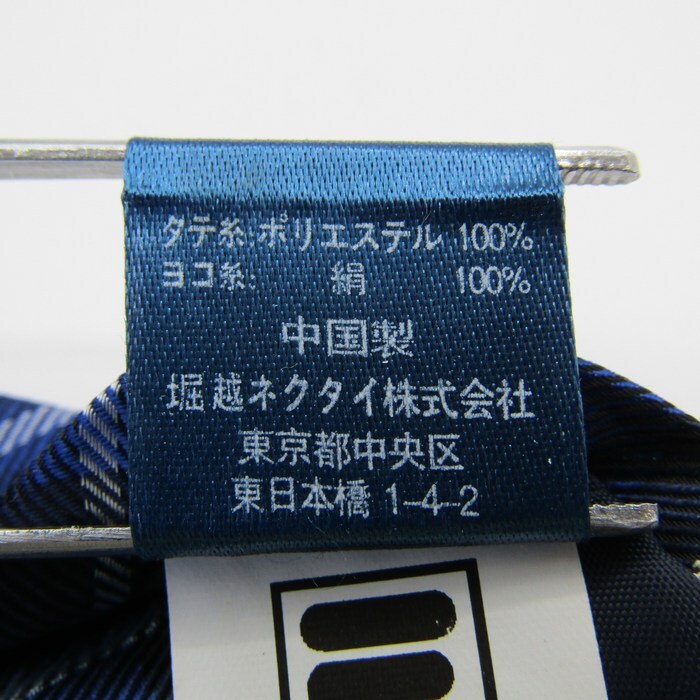 タテ糸:ポリエステル 100%
ヨコ糸: 絹 100%
中国製
堀越ネクタイ株式会社
東京都中央区
東日本橋 1-4-2